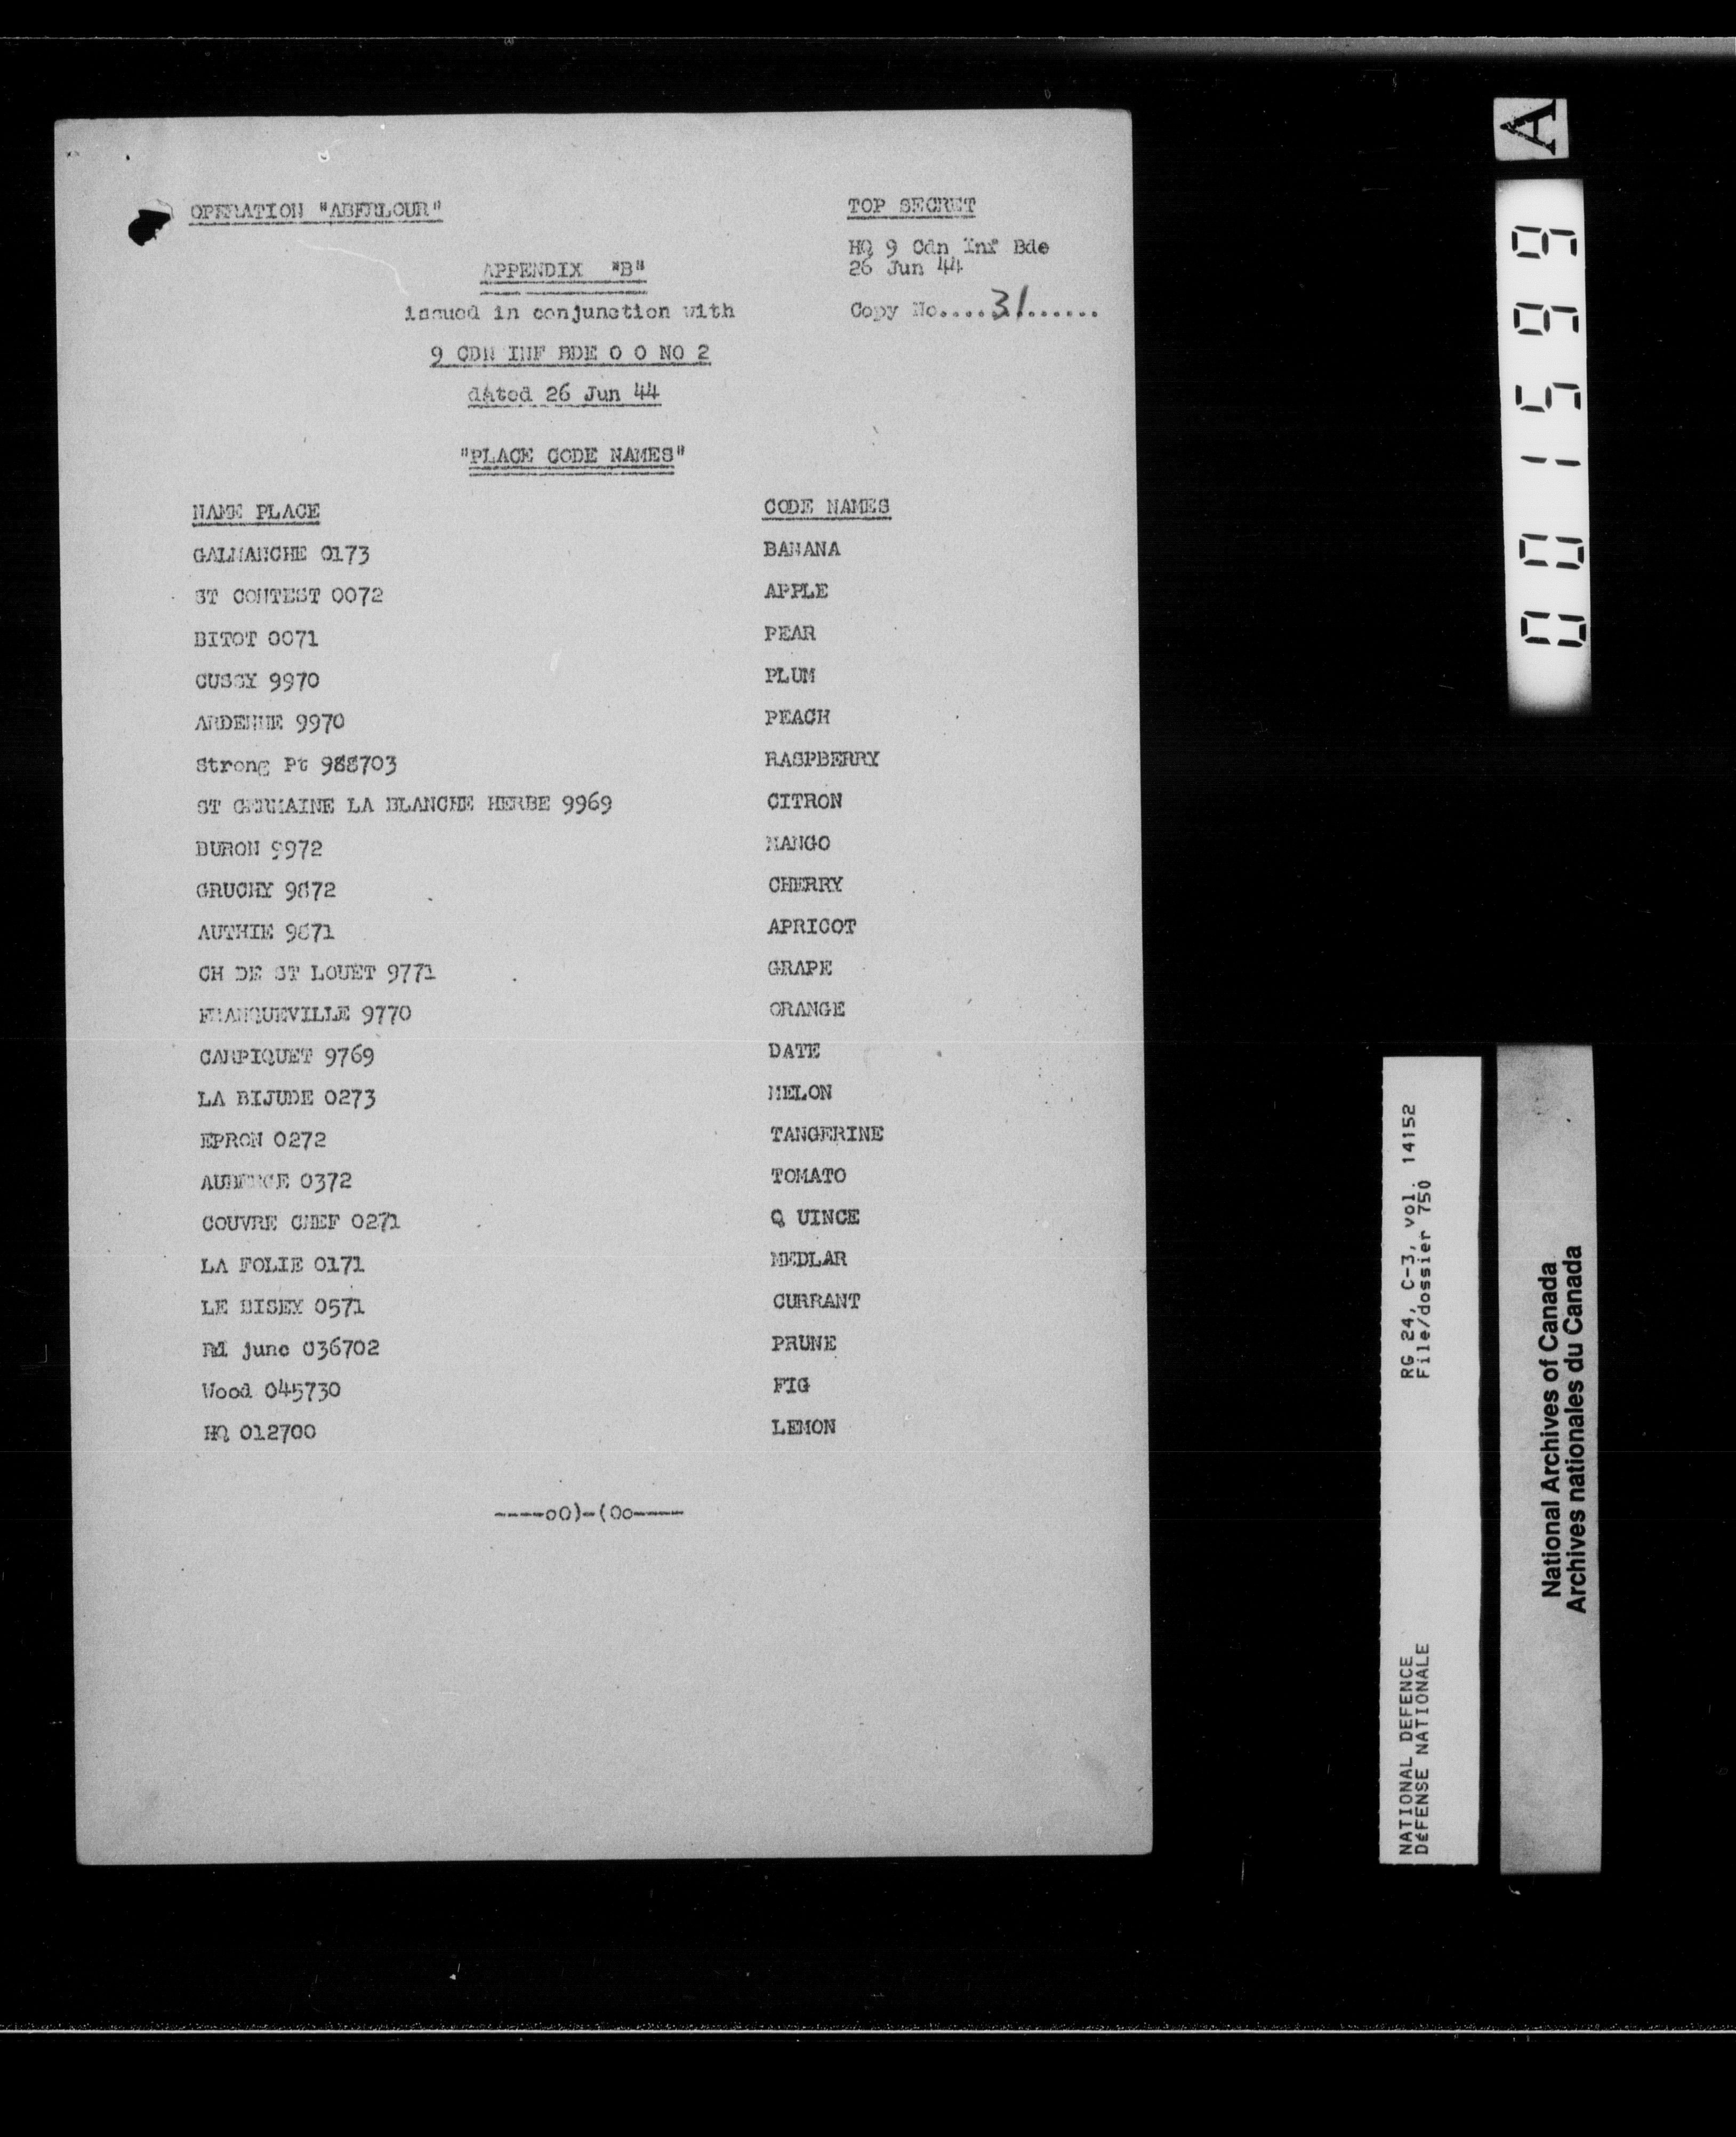 OPERATION "ABERLOUR"
TOP SECRET
HQ 9 Cdn Inf Bde
26 Jun 44
Copy No....31.......
APPENDIX "B"
issued in conjunction with
9 CDN INF BDE O O NO 2
dated 26 Jun 44
"PLACE CODE NAMES"
NAME PLACE CODE NAMES
GALMANCHE 0173 BANANA
ST CONTEST 0072 APPLE
BITOT 0071 PEAR
CUSSY 9970 PLUM
ARDENNE 9970 PEACH
Strong Pt 988703 RASPBERRY
ST GERMAINE LA BLANCHE HERBE 9969 CITRON
BURON 9972 MANGO
GRUCHY 9872 CHERRY
AUTHIE 9871 APRICOT
CH DE ST LOUET 9771 GRAPE
FRANQUEVILLE 9770 ORANGE
CARPIQUET 9769 DATE
LA BIJUDE 0273 MELON
EPRON 0272 TANGERINE
AUBERGE 0372 TOMATO
COUVRE CHEF 0271 Q UINCE
LA FOLIE 0171 MEDLAR
LE BISEY 0571 CURRANT
Rd junc 036702 PRUNE
Wood 045730 FIG
HQ 012700 LEMON
----oO)-(Oo----
A
001599
RG 24, C-3, vol. 14152
File/dossier 750
NATIONAL DEFENCE
DéFENSE NATIONALE
National Archives of Canada
Archives nationales du Canada